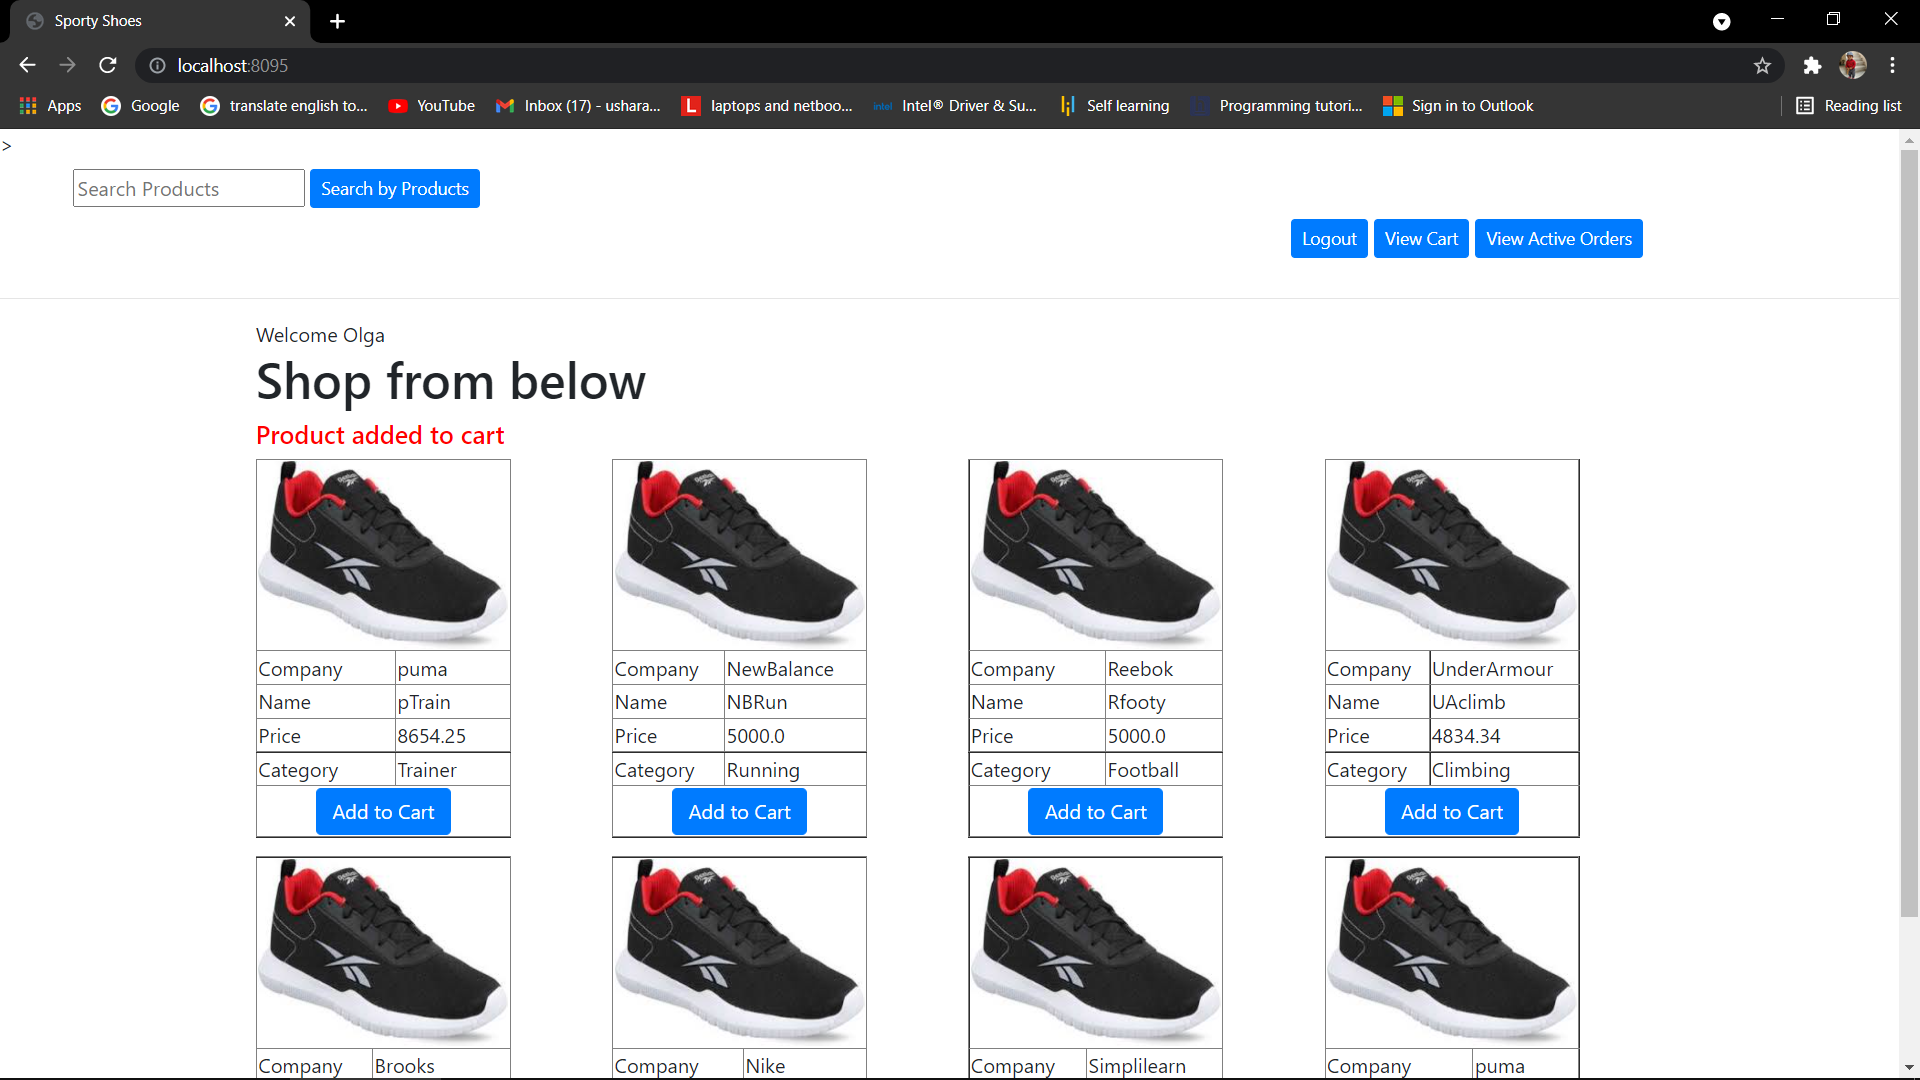 Sporty Shoes
localhost:8095
Apps Google translate english to... YouTube Inbox (17) - ushara... laptops and netboo... intel Intel® Driver & Su... Self learning Programming tutori... Sign in to Outlook Reading list
>
Search Products Search by Products
Logout View Cart View Active Orders
Welcome Olga
Shop from below
Product added to cart
Company puma Company NewBalance Company Reebok Company UnderArmour
Name pTrain Name NBRun Name Rfooty Name UAclimb
Price 8654.25 Price 5000.0 Price 5000.0 Price 4834.34
Category Trainer Category Running Category Football Category Climbing
Add to Cart Add to Cart Add to Cart Add to Cart
Company Brooks Company Nike Company Simplilearn Company puma